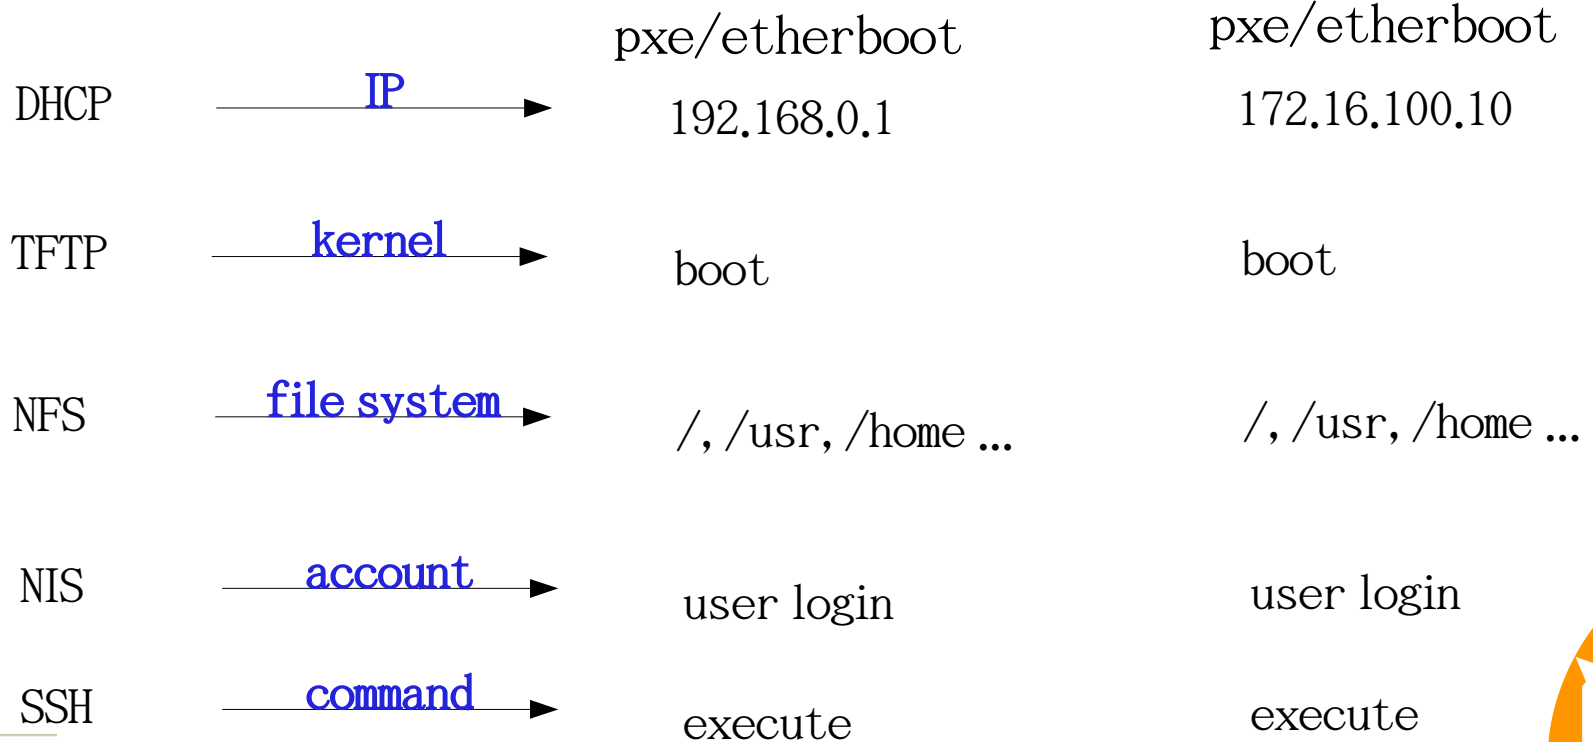 pxe/etherboot pxe/etherboot
DHCP IP 192.168.0.1 172.16.100.10
TFTP kernel boot boot
NFS file system /, /usr, /home ... /, /usr, /home ...
NIS account user login user login
SSH command execute execute